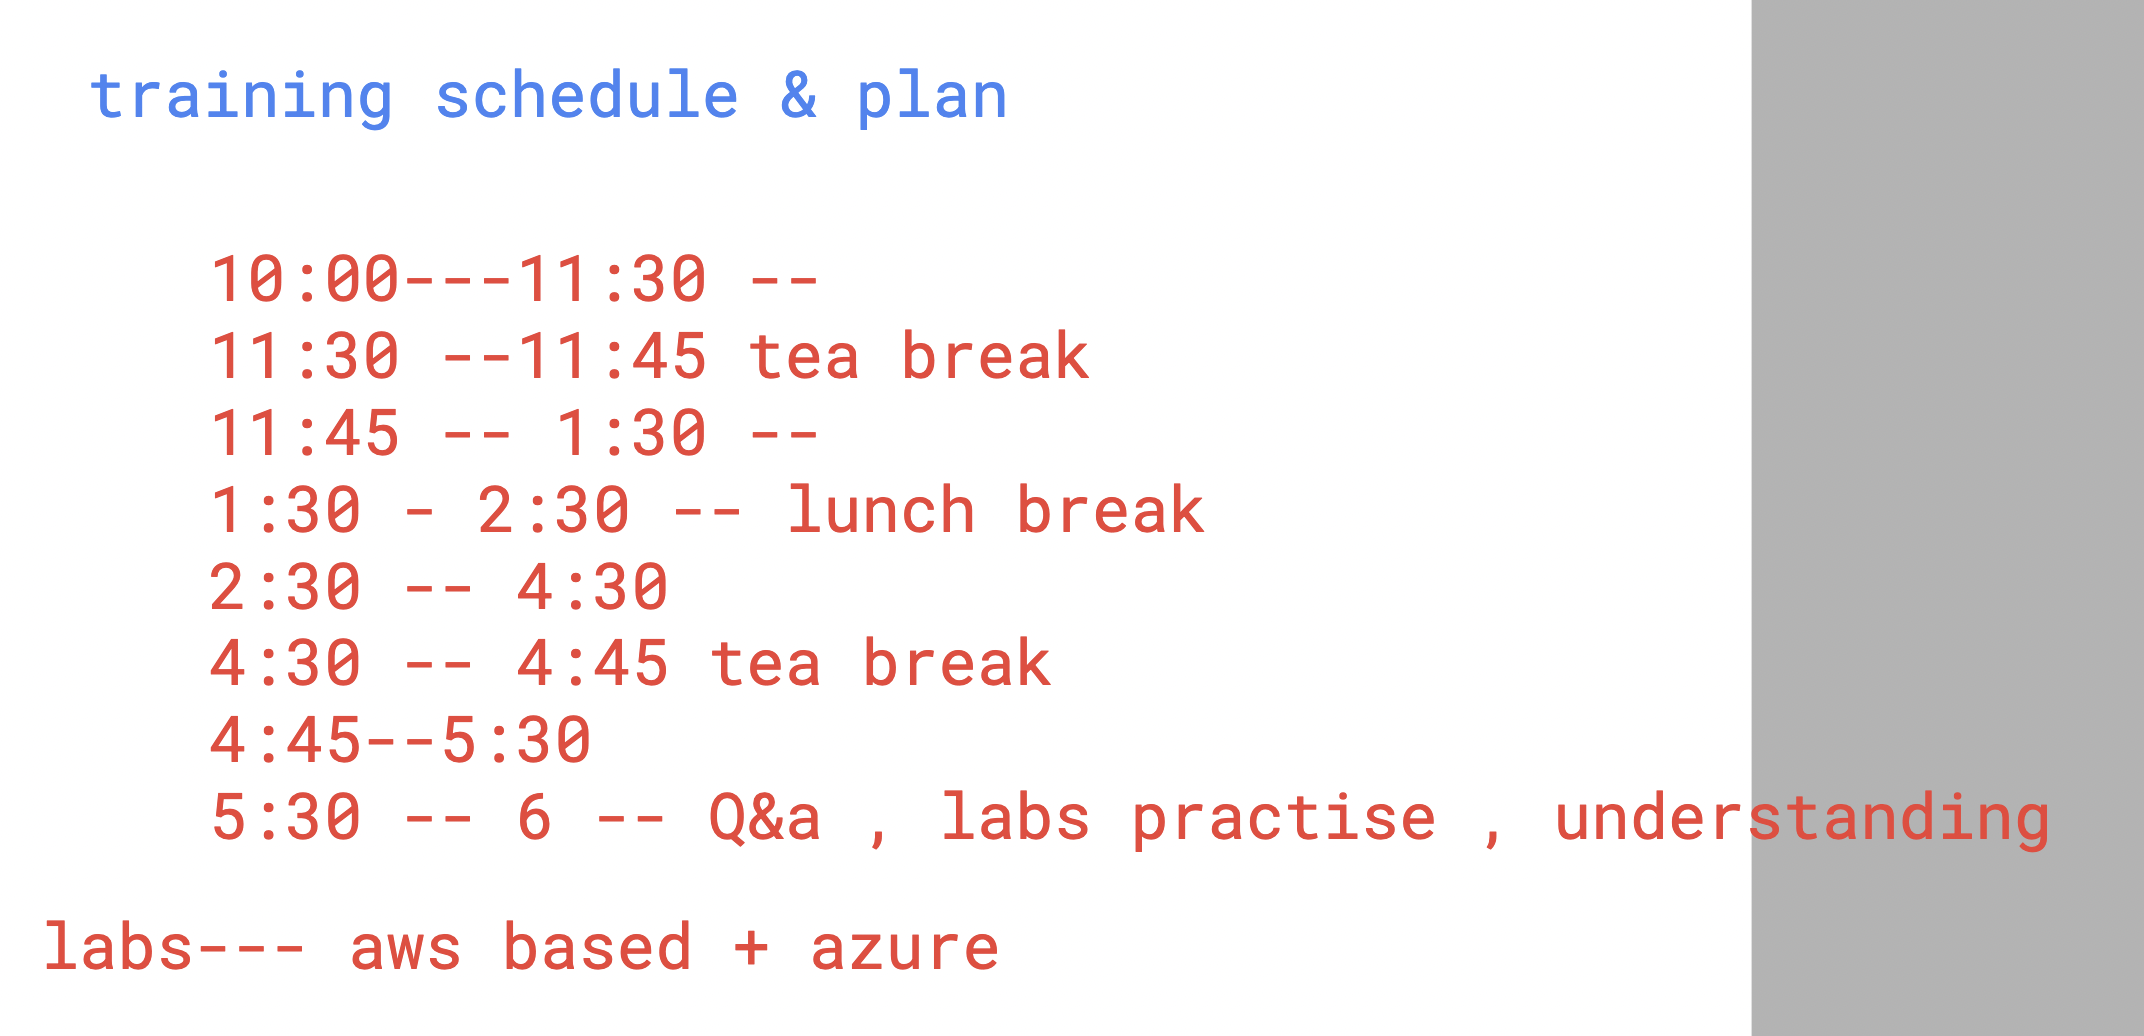 training schedule & plan
10:00---11:30 --
11:30 --11:45 tea break
11:45 -- 1:30 --
1:30 - 2:30 -- lunch break
2:30 -- 4:30
4:30 -- 4:45 tea break
4:45--5:30
5:30 -- 6 -- Q&a , labs practise , understanding
labs--- aws based + azure